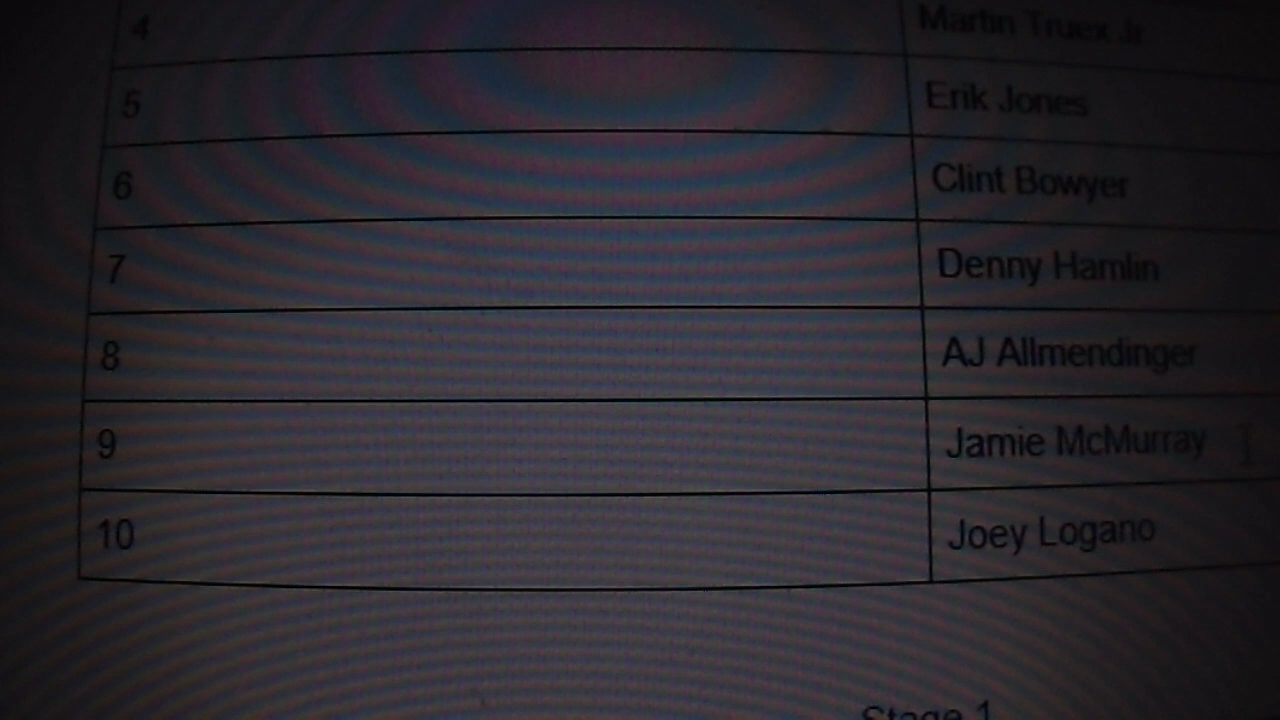 4 Martin Truex Jr
5 Erik Jones
6 Clint Bowyer
7 Denny Hamlin
8 AJ Allmendinger
9 Jamie McMurray
10 Joey Logano
Stage 1